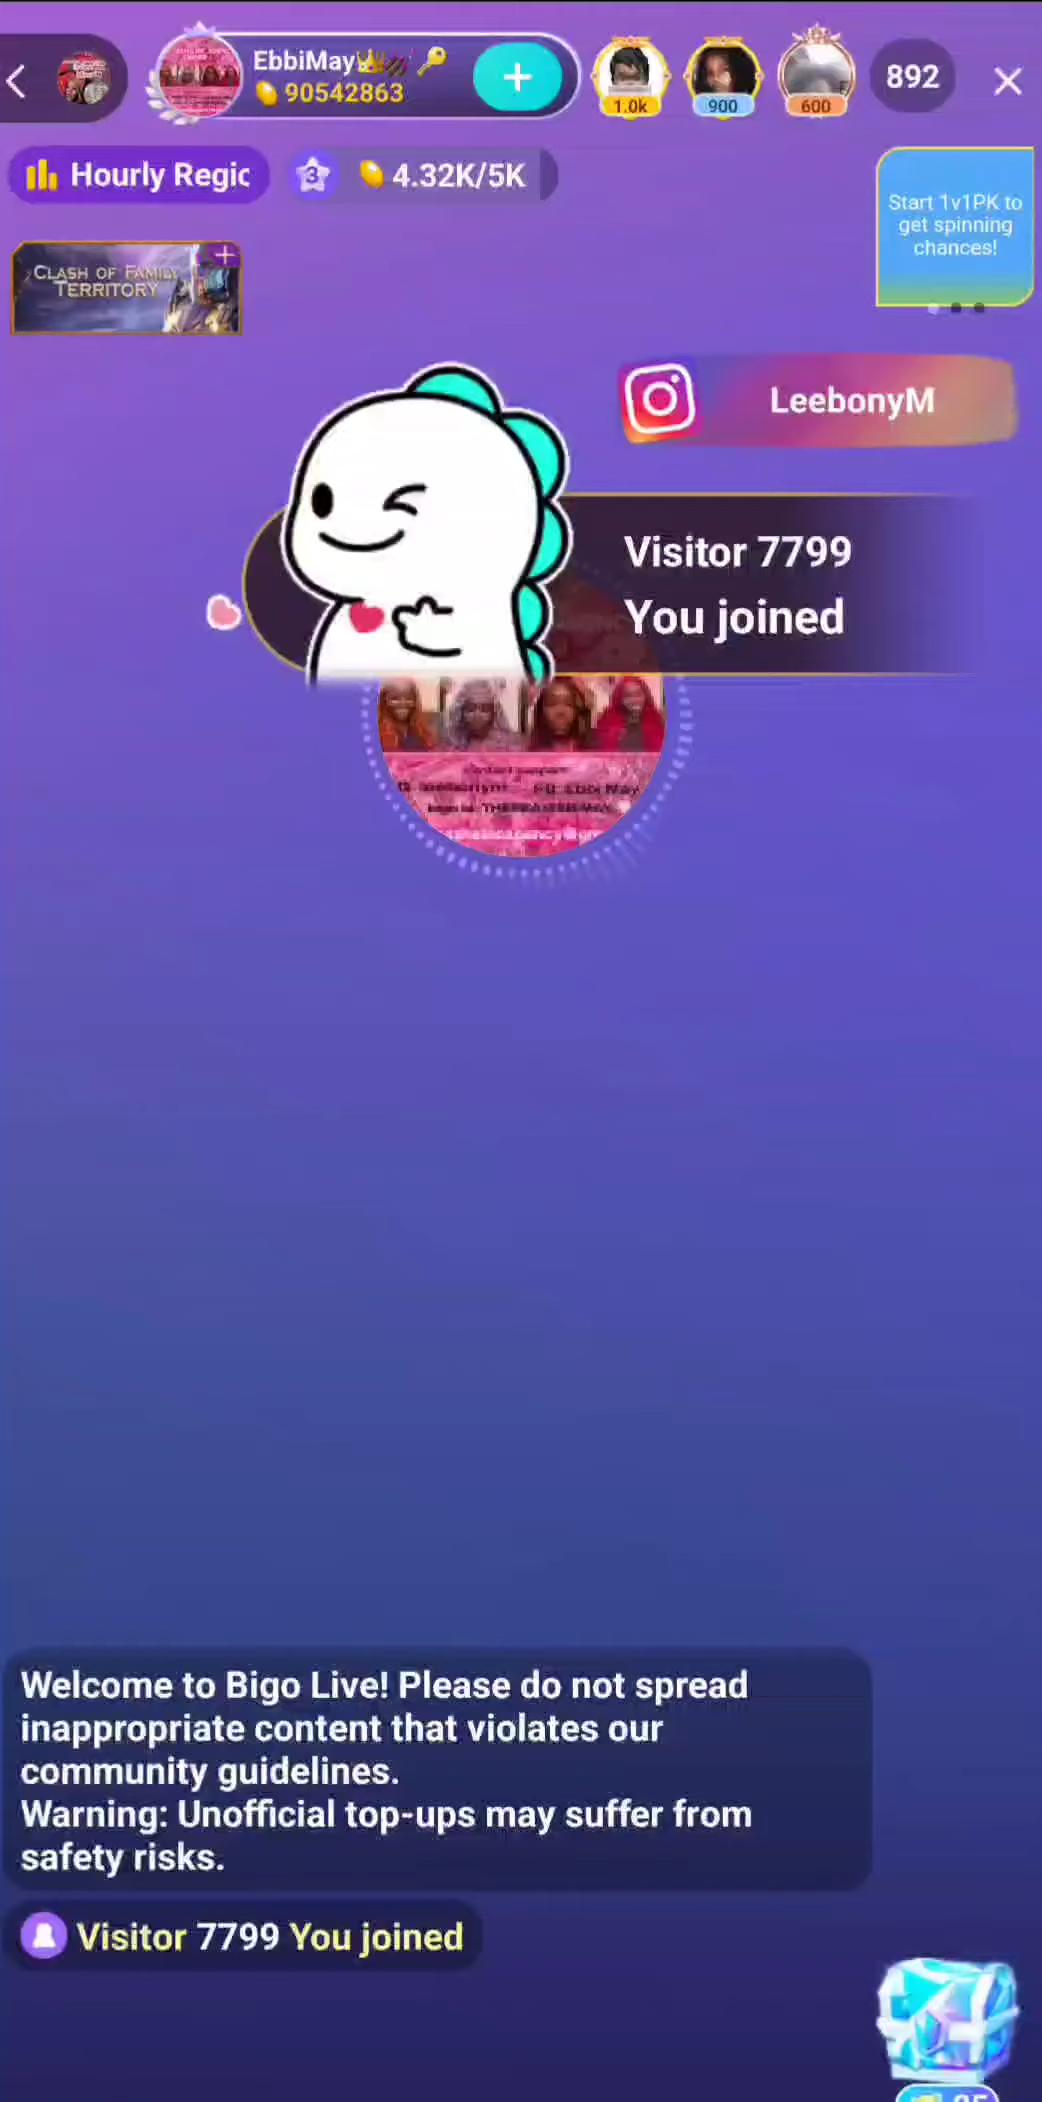 EbbiMay
90542863
1.0k
900
600
892
Hourly Regic
3
4.32K/5K
Start 1v1PK to
get spinning
chances!
CLASH OF FAMILY
TERRITORY
LeebonyM
Visitor 7799
You joined
Welcome to Bigo Live! Please do not spread
inappropriate content that violates our
community guidelines.
Warning: Unofficial top-ups may suffer from
safety risks.
Visitor 7799 You joined